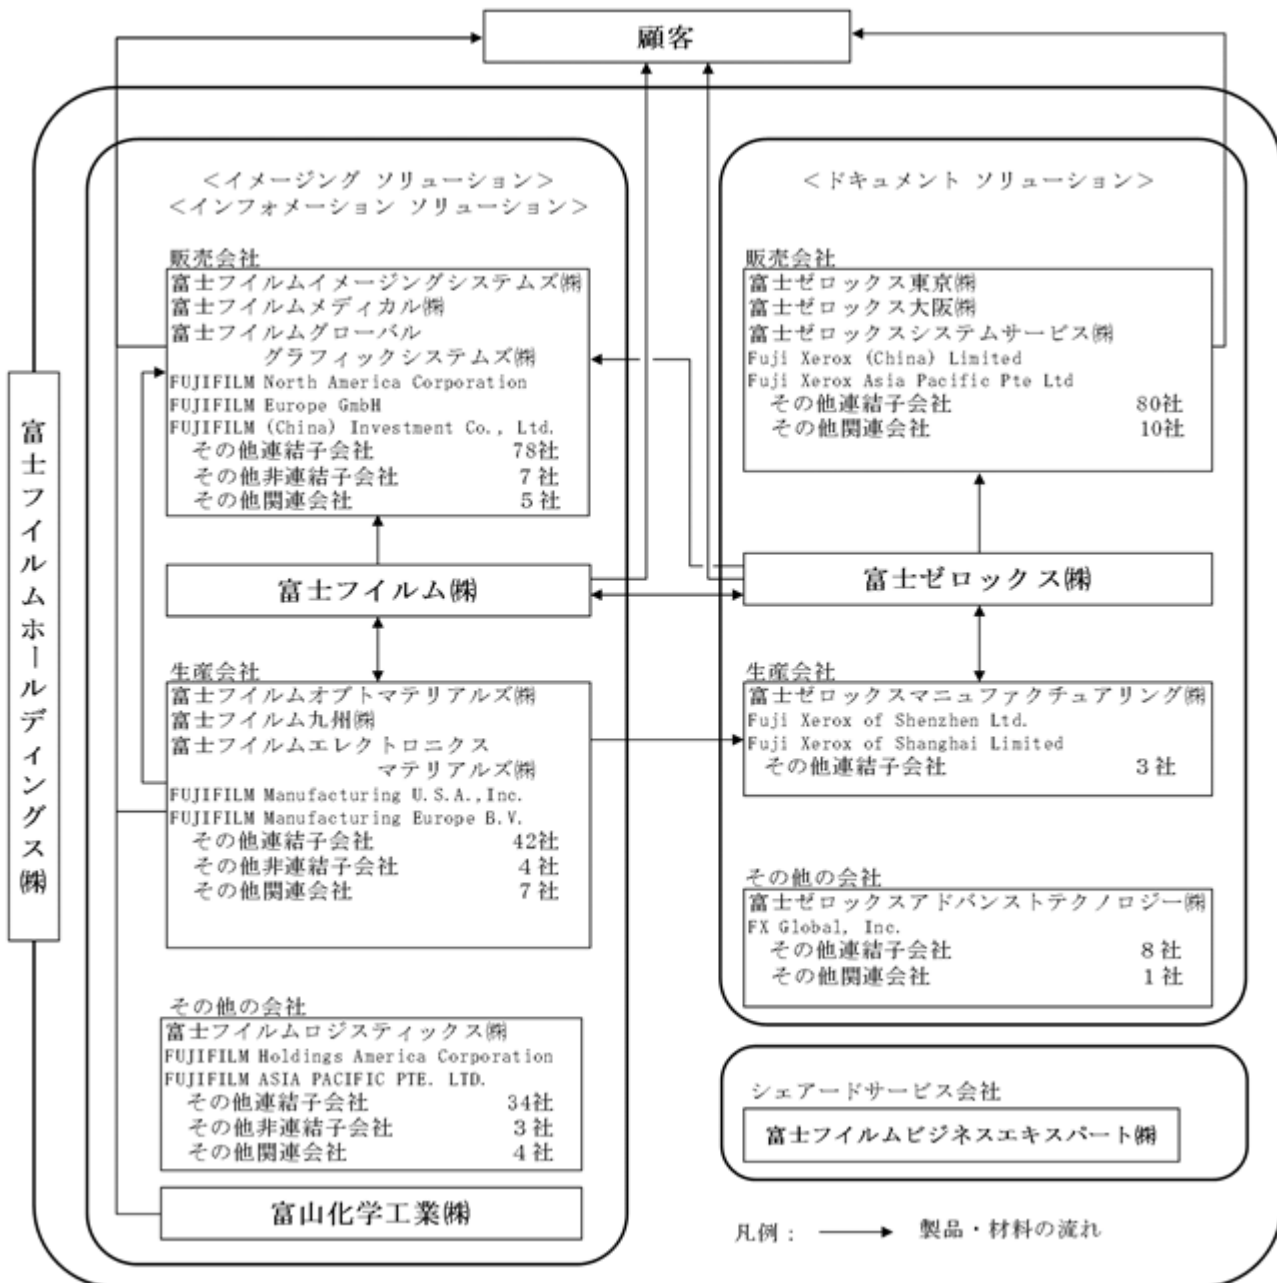 顧客
富士フイルムホールディングス㈱
＜イメージング ソリューション＞
＜インフォメーション ソリューション＞
販売会社
富士フイルムイメージングシステムズ㈱
富士フイルムメディカル㈱
富士フイルムグローバル
グラフィックシステムズ㈱
FUJIFILM North America Corporation
FUJIFILM Europe GmbH
FUJIFILM (China) Investment Co., Ltd.
その他連結子会社 78社
その他非連結子会社 7社
その他関連会社 5社
富士フイルム㈱
生産会社
富士フイルムオプトマテリアルズ㈱
富士フイルム九州㈱
富士フイルムエレクトロニクス
マテリアルズ㈱
FUJIFILM Manufacturing U.S.A.,Inc.
FUJIFILM Manufacturing Europe B.V.
その他連結子会社 42社
その他非連結子会社 4社
その他関連会社 7社
その他の会社
富士フイルムロジスティックス㈱
FUJIFILM Holdings America Corporation
FUJIFILM ASIA PACIFIC PTE. LTD.
その他連結子会社 34社
その他非連結子会社 3社
その他関連会社 4社
富山化学工業㈱
＜ドキュメント ソリューション＞
販売会社
富士ゼロックス東京㈱
富士ゼロックス大阪㈱
富士ゼロックスシステムサービス㈱
Fuji Xerox (China) Limited
Fuji Xerox Asia Pacific Pte Ltd
その他連結子会社 80社
その他関連会社 10社
富士ゼロックス㈱
生産会社
富士ゼロックスマニュファクチュアリング㈱
Fuji Xerox of Shenzhen Ltd.
Fuji Xerox of Shanghai Limited
その他連結子会社 3社
その他の会社
富士ゼロックスアドバンストテクノロジー㈱
FX Global, Inc.
その他連結子会社 8社
その他関連会社 1社
シェアードサービス会社
富士フイルムビジネスエキスパート㈱
凡例： 製品・材料の流れ